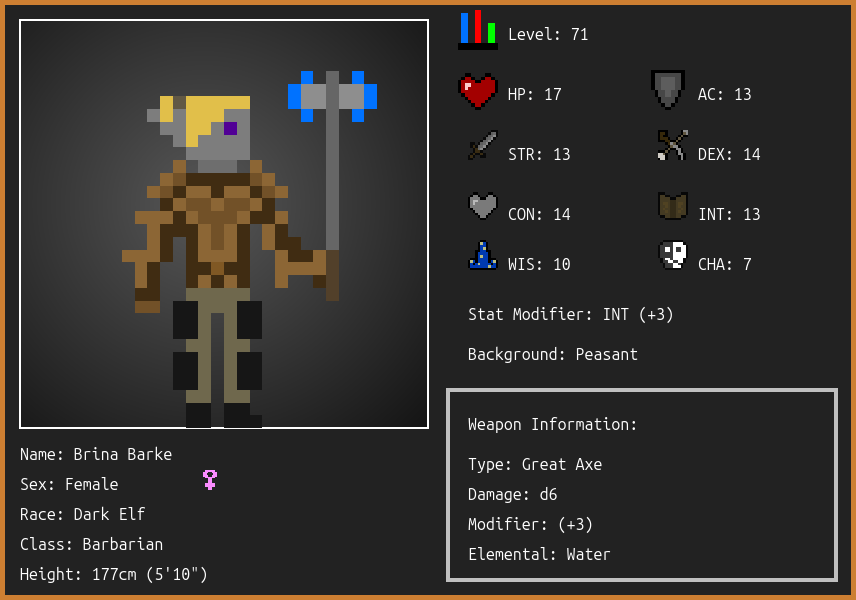 Level: 71
HP: 17
AC: 13
STR: 13
DEX: 14
CON: 14
INT: 13
WIS: 10
CHA: 7
Stat Modifier: INT (+3)
Background: Peasant
Weapon Information:
Type: Great Axe
Damage: d6
Modifier: (+3)
Elemental: Water
Name: Brina Barke
Sex: Female
Race: Dark Elf
Class: Barbarian
Height: 177cm (5'10")